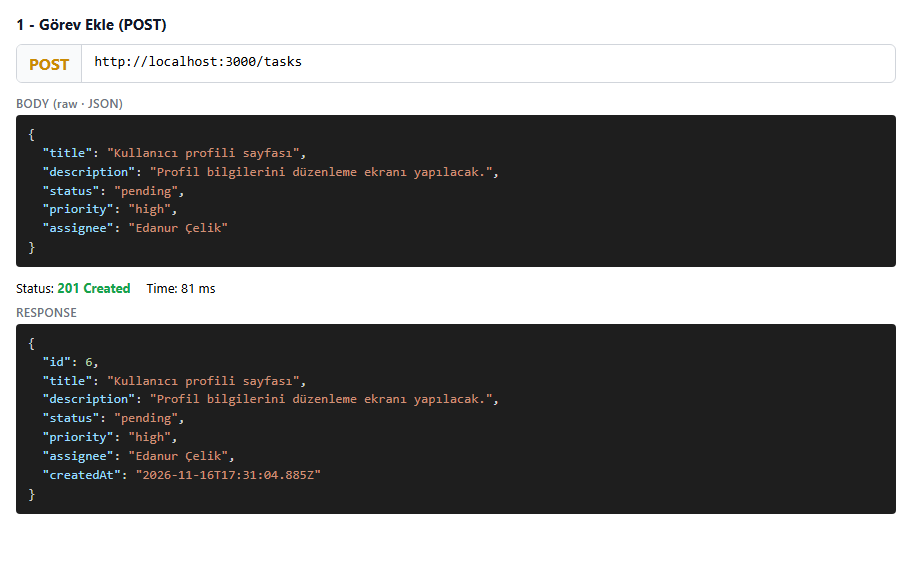 1 - Görev Ekle (POST)
POST http://localhost:3000/tasks
BODY (raw · JSON)
{
  "title": "Kullanıcı profili sayfası",
  "description": "Profil bilgilerini düzenleme ekranı yapılacak.",
  "status": "pending",
  "priority": "high",
  "assignee": "Edanur Çelik"
}
Status: 201 Created Time: 81 ms
RESPONSE
{
  "id": 6,
  "title": "Kullanıcı profili sayfası",
  "description": "Profil bilgilerini düzenleme ekranı yapılacak.",
  "status": "pending",
  "priority": "high",
  "assignee": "Edanur Çelik",
  "createdAt": "2026-11-16T17:31:04.885Z"
}